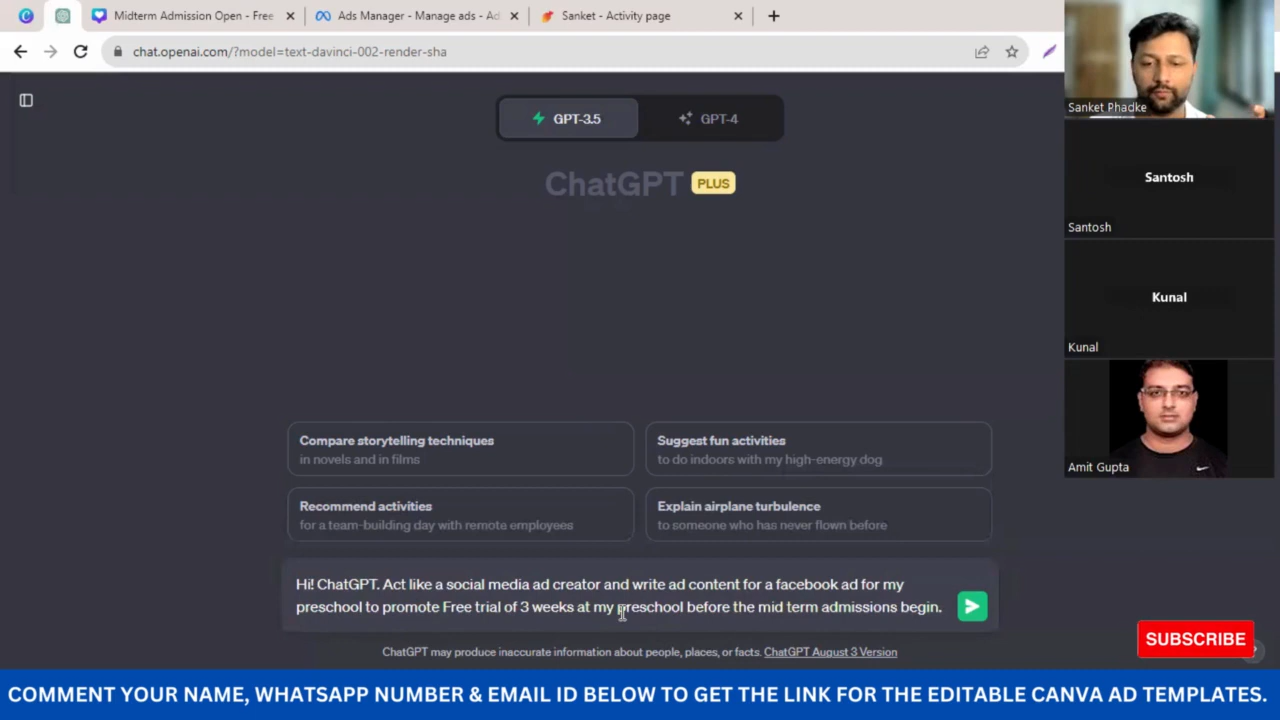 Midterm Admission Open - Free
Ads Manager - Manage ads - Ad
Sanket - Activity page
chat.openai.com/?model=text-davinci-002-render-sha
GPT-3.5
GPT-4
ChatGPT PLUS
Compare storytelling techniques
in novels and in films
Suggest fun activities
to do indoors with my high-energy dog
Recommend activities
for a team-building day with remote employees
Explain airplane turbulence
to someone who has never flown before
Hi! ChatGPT. Act like a social media ad creator and write ad content for a facebook ad for my
preschool to promote Free trial of 3 weeks at my preschool before the mid term admissions begin.
ChatGPT may produce inaccurate information about people, places, or facts. ChatGPT August 3 Version
Sanket Phadke
Santosh
Santosh
Kunal
Kunal
Amit Gupta
SUBSCRIBE
COMMENT YOUR NAME, WHATSAPP NUMBER & EMAIL ID BELOW TO GET THE LINK FOR THE EDITABLE CANVA AD TEMPLATES.